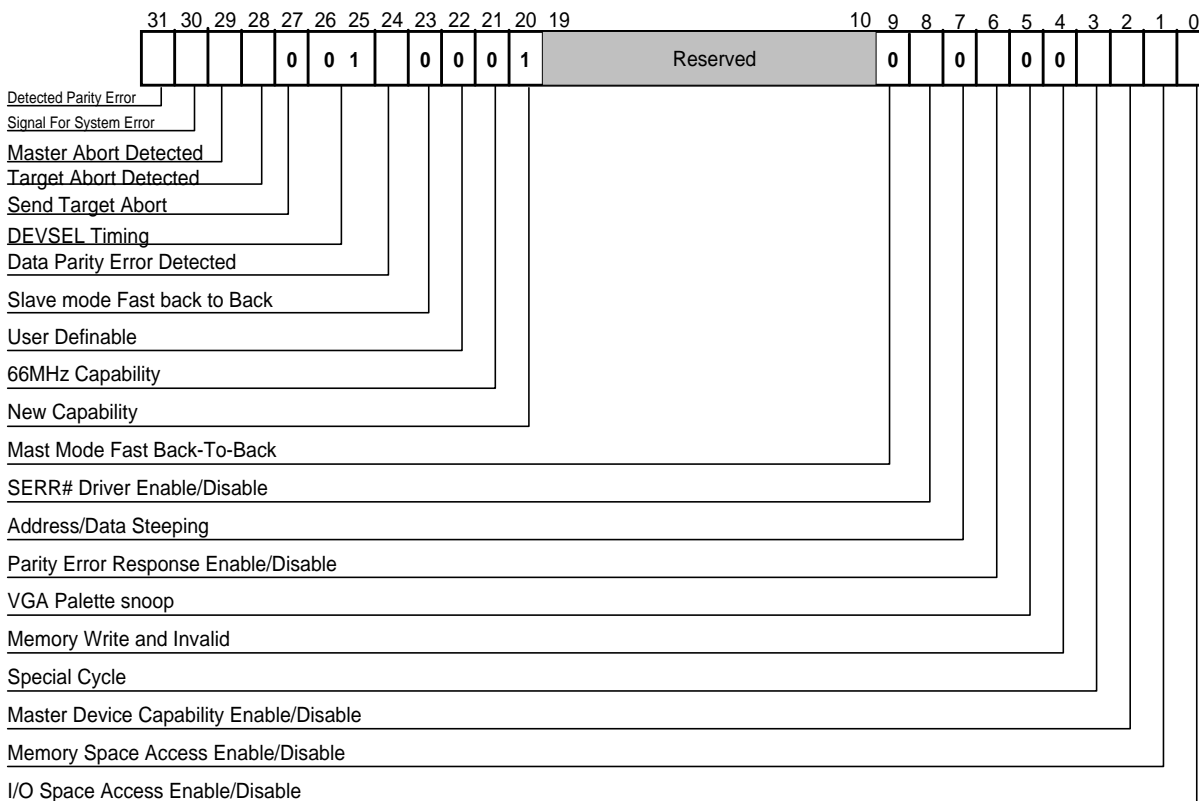 31 30 29 28 27 26 25 24 23 22 21 20 19 10 9 8 7 6 5 4 3 2 1 0
0 0 1 0 0 0 1 Reserved 0 0 0 0
Detected Parity Error
Signal For System Error
Master Abort Detected
Target Abort Detected
Send Target Abort
DEVSEL Timing
Data Parity Error Detected
Slave mode Fast back to Back
User Definable
66MHz Capability
New Capability
Mast Mode Fast Back-To-Back
SERR# Driver Enable/Disable
Address/Data Steeping
Parity Error Response Enable/Disable
VGA Palette snoop
Memory Write and Invalid
Special Cycle
Master Device Capability Enable/Disable
Memory Space Access Enable/Disable
I/O Space Access Enable/Disable